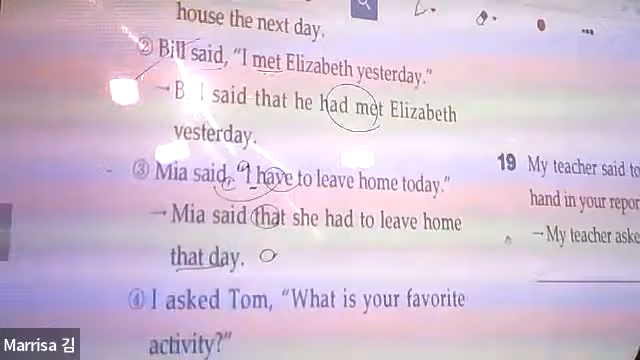 house the next day.
② Bill said, “I met Elizabeth yesterday.”
→ B l said that he had met Elizabeth
yesterday.
③ Mia said, “I have to leave home today.”
→ Mia said that she had to leave home
that day.
④ I asked Tom, “What is your favorite
activity?”
19 My teacher said to
hand in your repor
→ My teacher aske
Marrisa 김